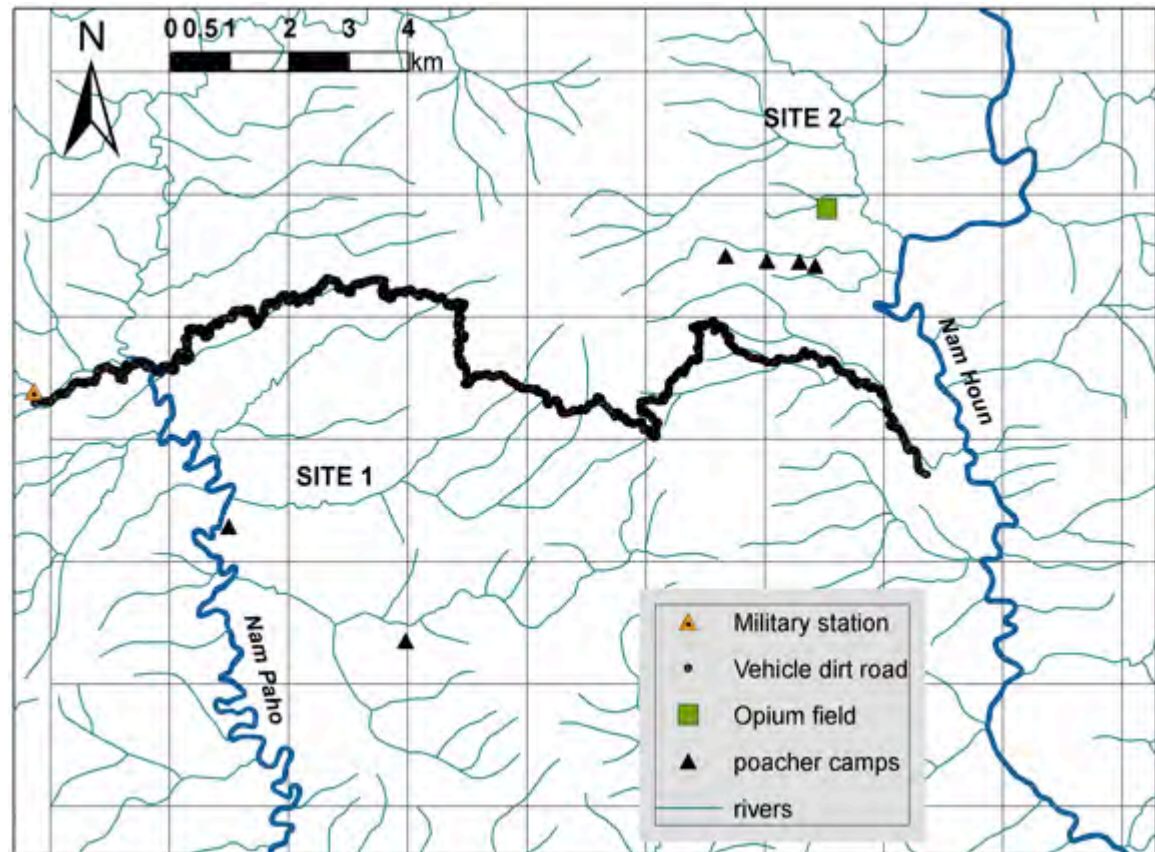 N
0 0.5 1 2 3 4
km
SITE 2
Nam Houn
SITE 1
Nam Paho
Military station
Vehicle dirt road
Opium field
poacher camps
rivers